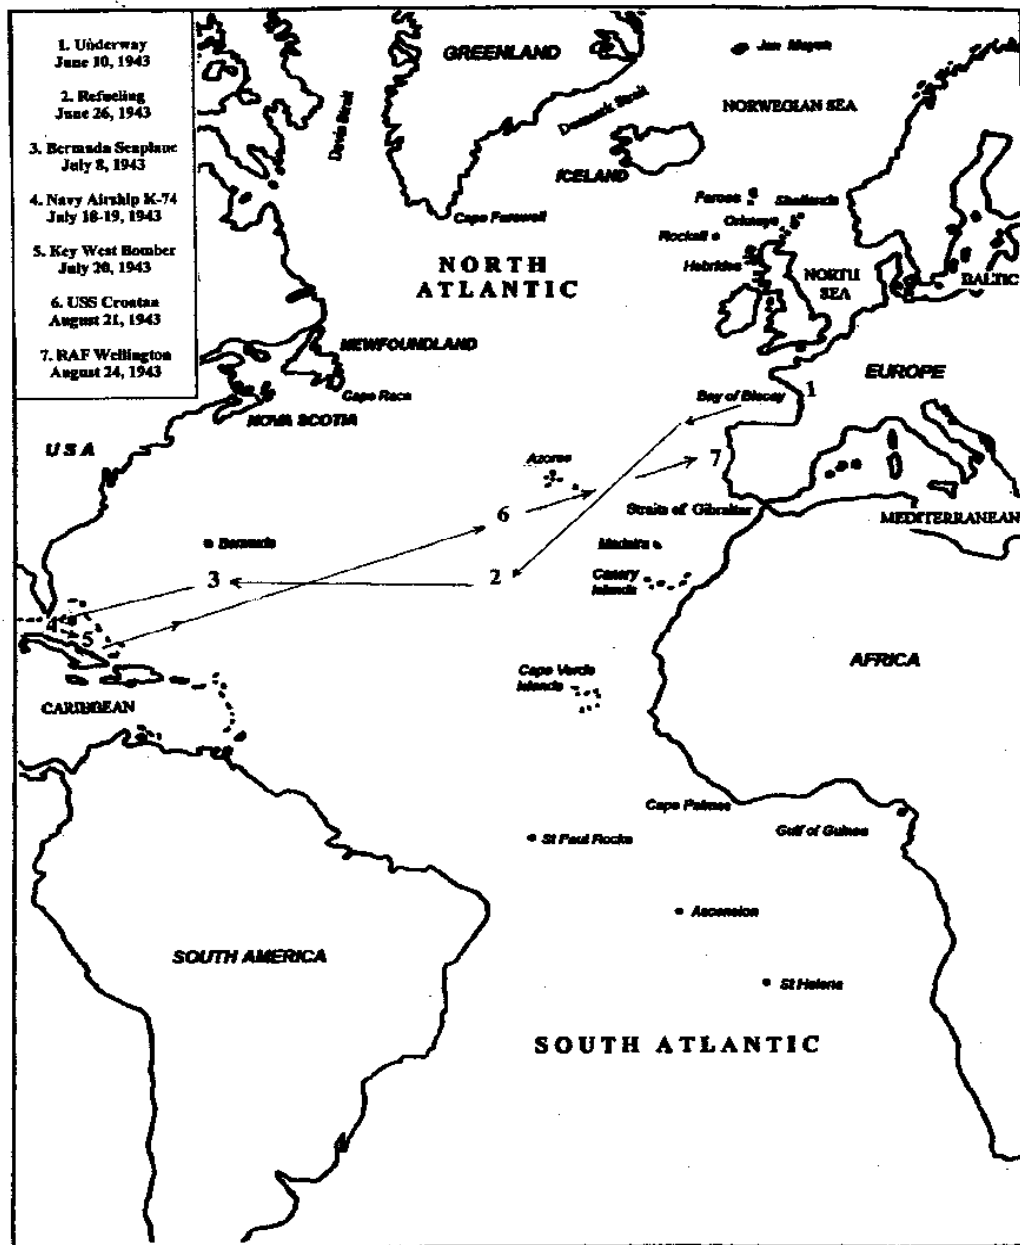 1. Underway
June 10, 1943
2. Refueling
June 26, 1943
3. Bermuda Seaplane
July 8, 1943
4. Navy Airship K-74
July 18-19, 1943
5. Key West Bomber
July 20, 1943
6. USS Croatan
August 21, 1943
7. RAF Wellington
August 24, 1943
GREENLAND
Jan Mayen
Davis Strait
Denmark Strait
NORWEGIAN SEA
ICELAND
Cape Farewell
Faroes
Shetlands
Orkneys
Rockall
Hebrides
NORTH
ATLANTIC
NORTH
SEA
BALTIC
NEWFOUNDLAND
Cape Race
NOVA SCOTIA
EUROPE
Bay of Biscay
1
USA
Azores
7
6
Straits of Gibraltar
MEDITERRANEAN
Bermuda
Madeira
3
2
Canary
Islands
4
5
AFRICA
Cape Verde
Islands
CARIBBEAN
Cape Palmas
Gulf of Guinea
St Paul Rocks
Ascension
SOUTH AMERICA
St Helena
SOUTH ATLANTIC